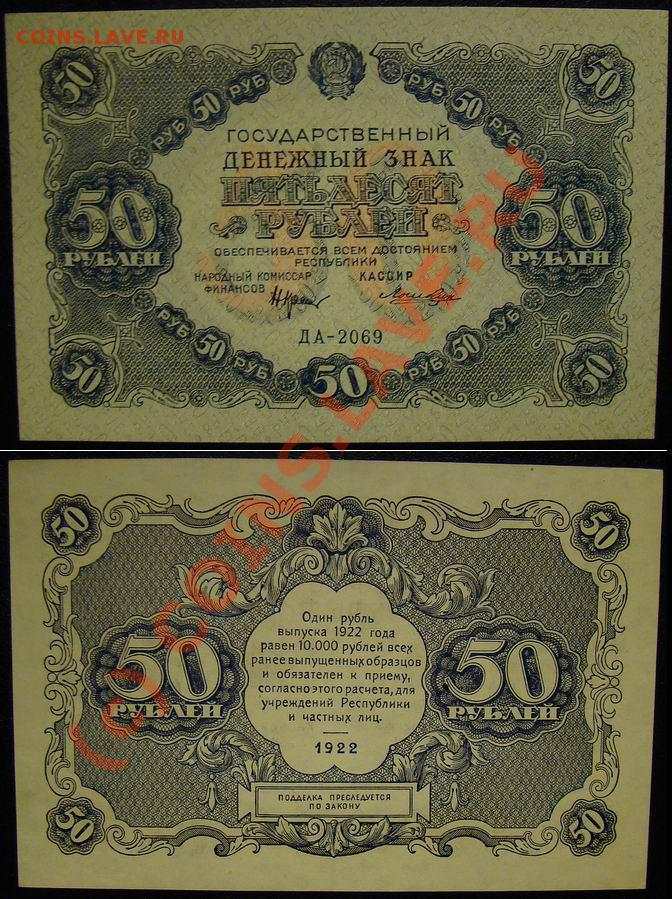 COINS.LAVE.RU
50 РУБ 50 РУБ РУБ 50 РУБ 50
ГОСУДАРСТВЕННЫЙ
ДЕНЕЖНЫЙ ЗНАК
ПЯТЬДЕСЯТ
РУБЛЕЙ
50 50
РУБЛЕЙ РУБЛЕЙ
ОБЕСПЕЧИВАЕТСЯ ВСЕМ ДОСТОЯНИЕМ
РЕСПУБЛИКИ
НАРОДНЫЙ КОМИССАР КАССИР
ФИНАНСОВ
ДА-2069
50 РУБ 50 РУБ 50 РУБ 50 РУБ 50
(C) COINS.LAVE.RU
50 50
Один рубль
выпуска 1922 года
равен 10.000 рублей всех
ранее выпущенных образцов
и обязателен к приему,
согласно этого расчета, для
учреждений Республики
и частных лиц.
50 50
РУБЛЕЙ РУБЛЕЙ
1922
ПОДДЕЛКА ПРЕСЛЕДУЕТСЯ
ПО ЗАКОНУ
50 50